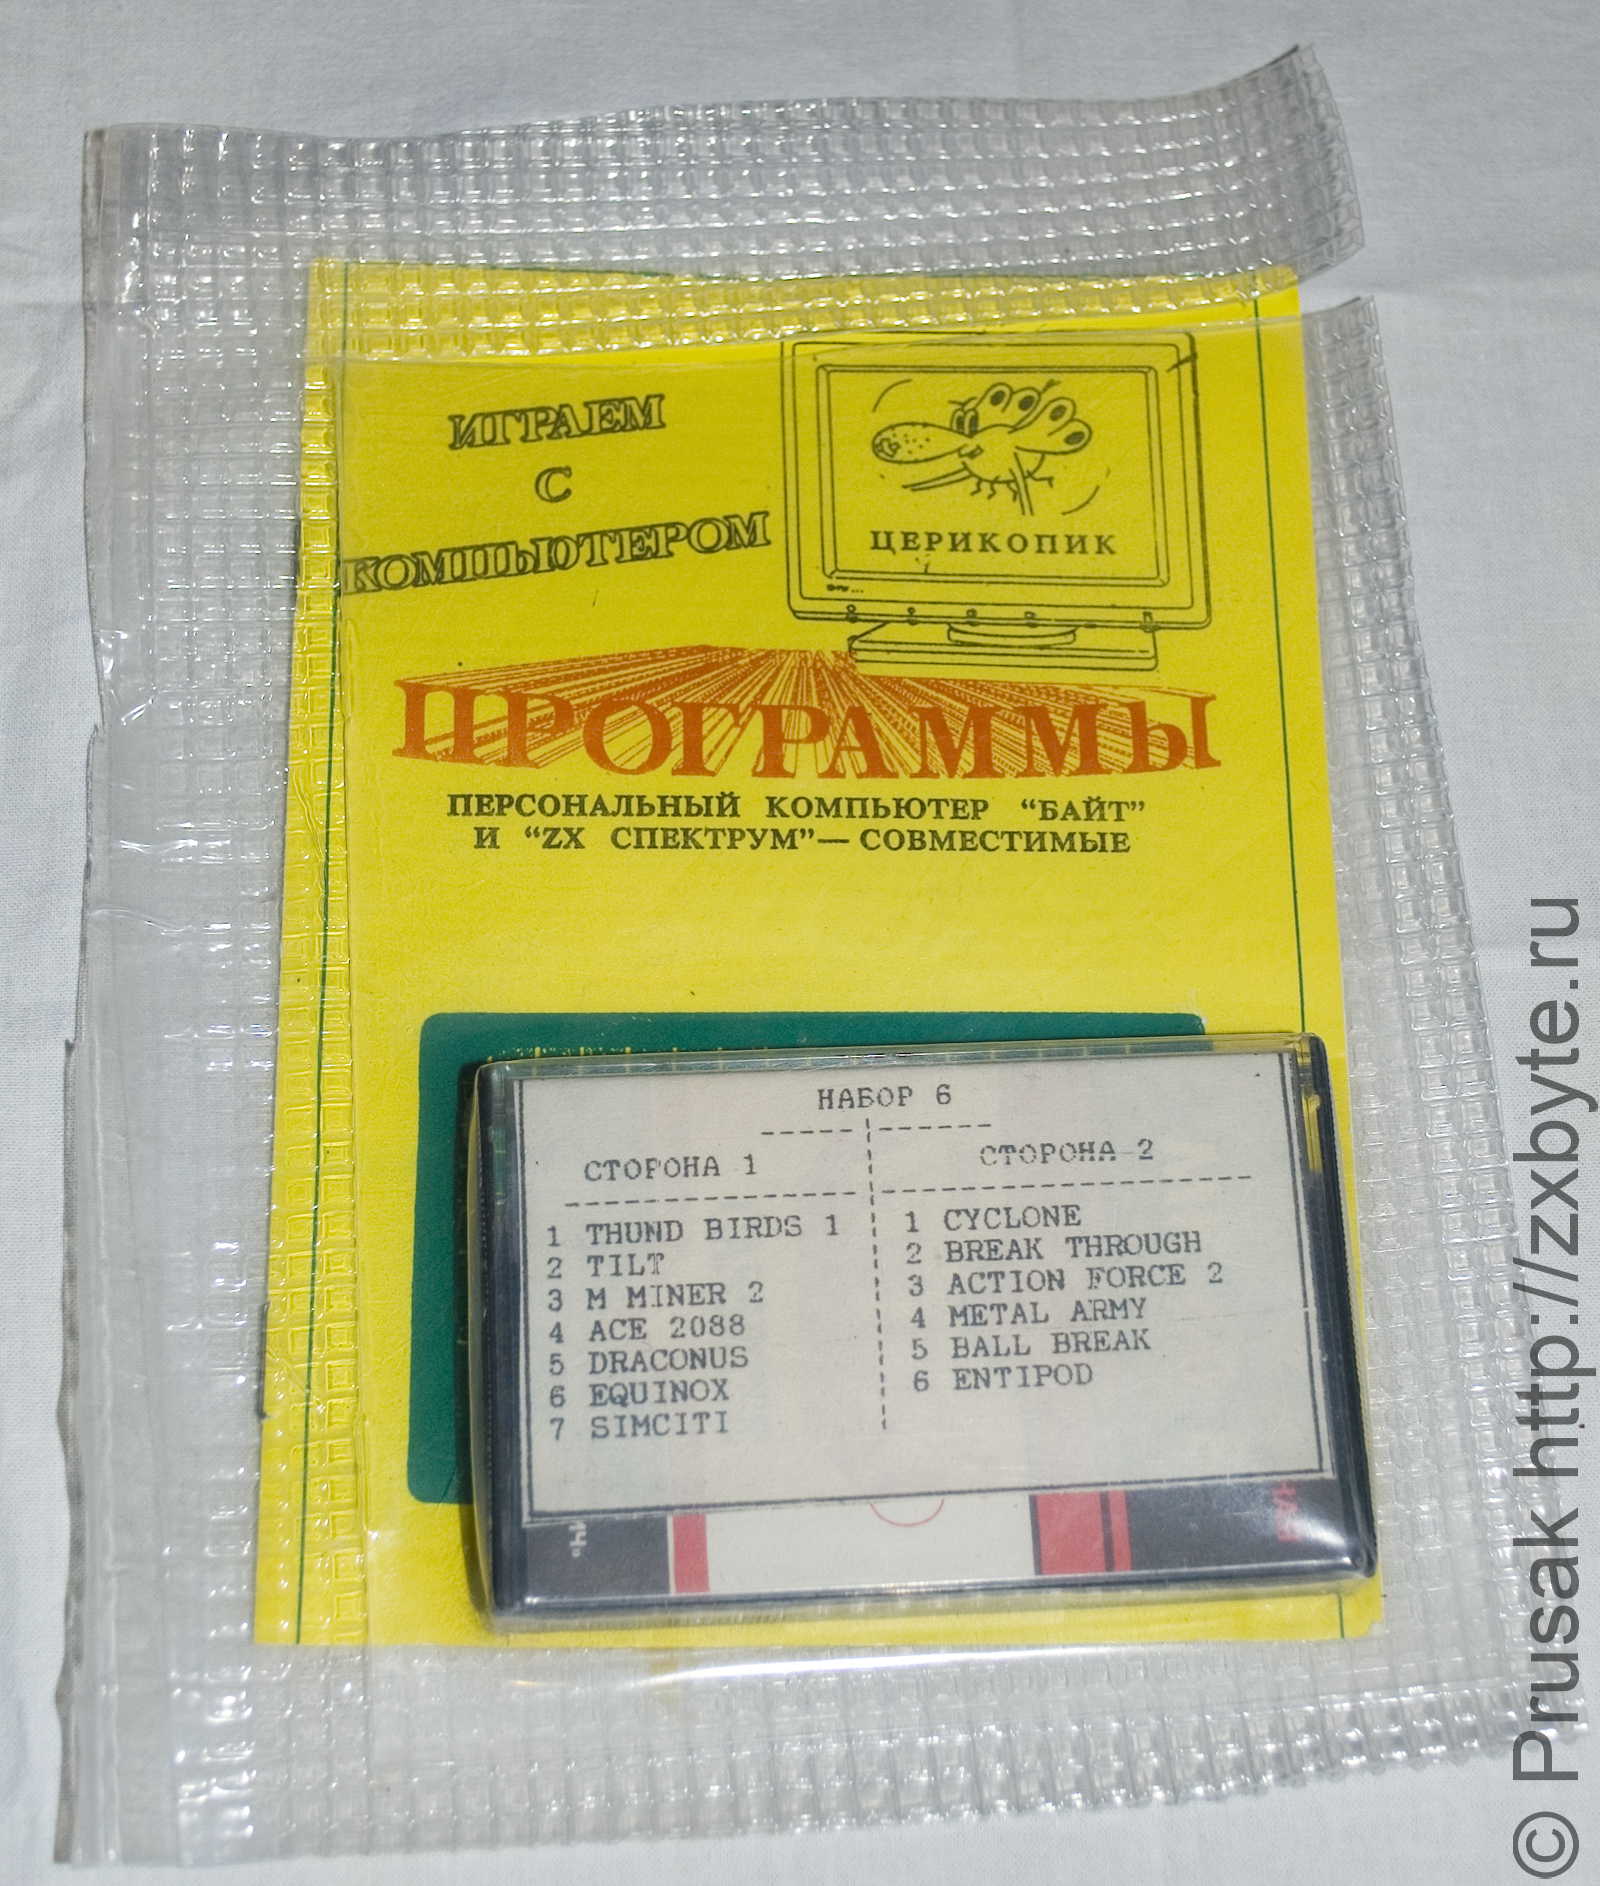 ИГРАЕМ
С
КОМПЬЮТЕРОМ
ЦЕРИКОПИК
ПРОГРАММЫ
ПЕРСОНАЛЬНЫЙ КОМПЬЮТЕР “БАЙТ”
И “ZX СПЕКТРУМ”— СОВМЕСТИМЫЕ
НАБОР 6
СТОРОНА 1
1 THUND BIRDS 1
2 TILT
3 M MINER 2
4 ACE 2088
5 DRACONUS
6 EQUINOX
7 SIMCITI
СТОРОНА 2
1 CYCLONE
2 BREAK THROUGH
3 ACTION FORCE 2
4 METAL ARMY
5 BALL BREAK
6 ENTIPOD
© Prusak http://zxbyte.ru